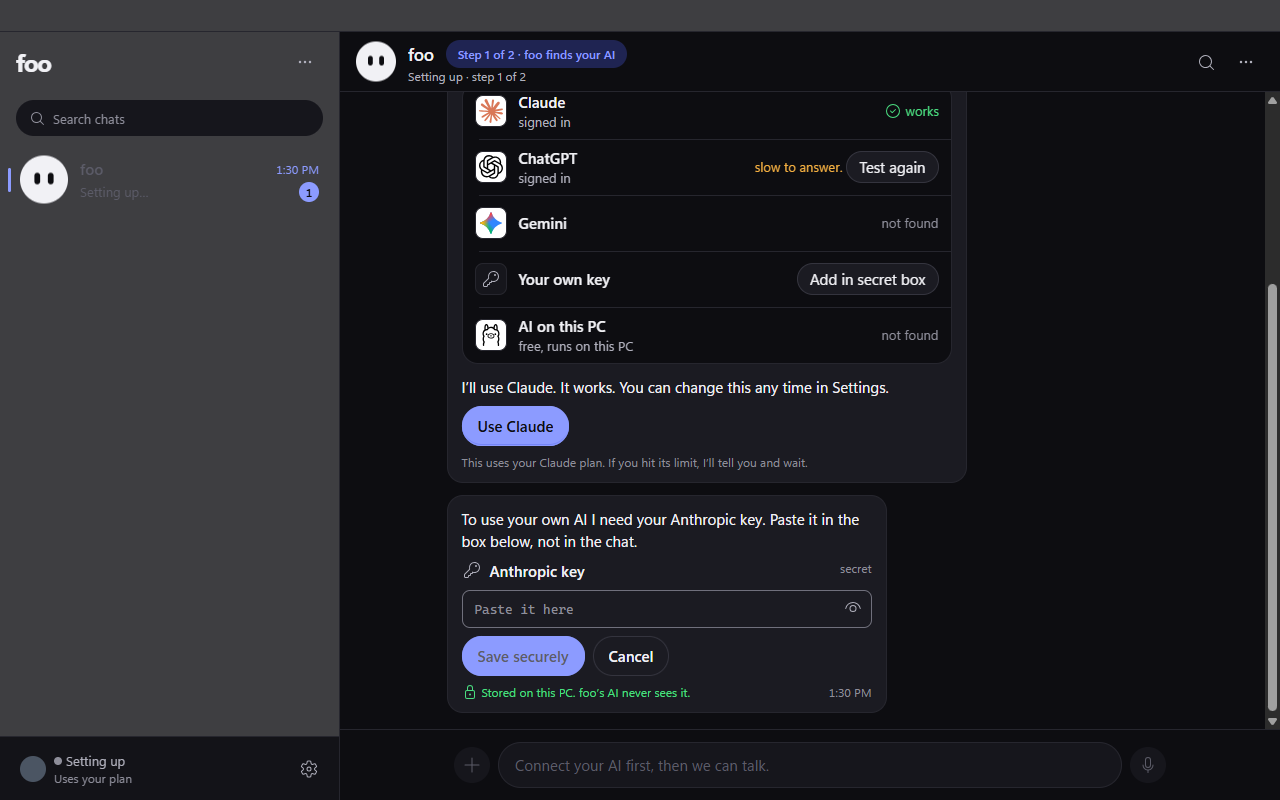 foo
Search chats
foo
1:30 PM
Setting up...
1
Setting up
Uses your plan
foo
Step 1 of 2 · foo finds your AI
Setting up · step 1 of 2
Claude
signed in
works
ChatGPT
signed in
slow to answer.
Test again
Gemini
not found
Your own key
Add in secret box
AI on this PC
free, runs on this PC
not found
I'll use Claude. It works. You can change this any time in Settings.
Use Claude
This uses your Claude plan. If you hit its limit, I'll tell you and wait.
To use your own AI I need your Anthropic key. Paste it in the
box below, not in the chat.
Anthropic key
secret
Paste it here
Save securely
Cancel
Stored on this PC. foo's AI never sees it.
1:30 PM
Connect your AI first, then we can talk.